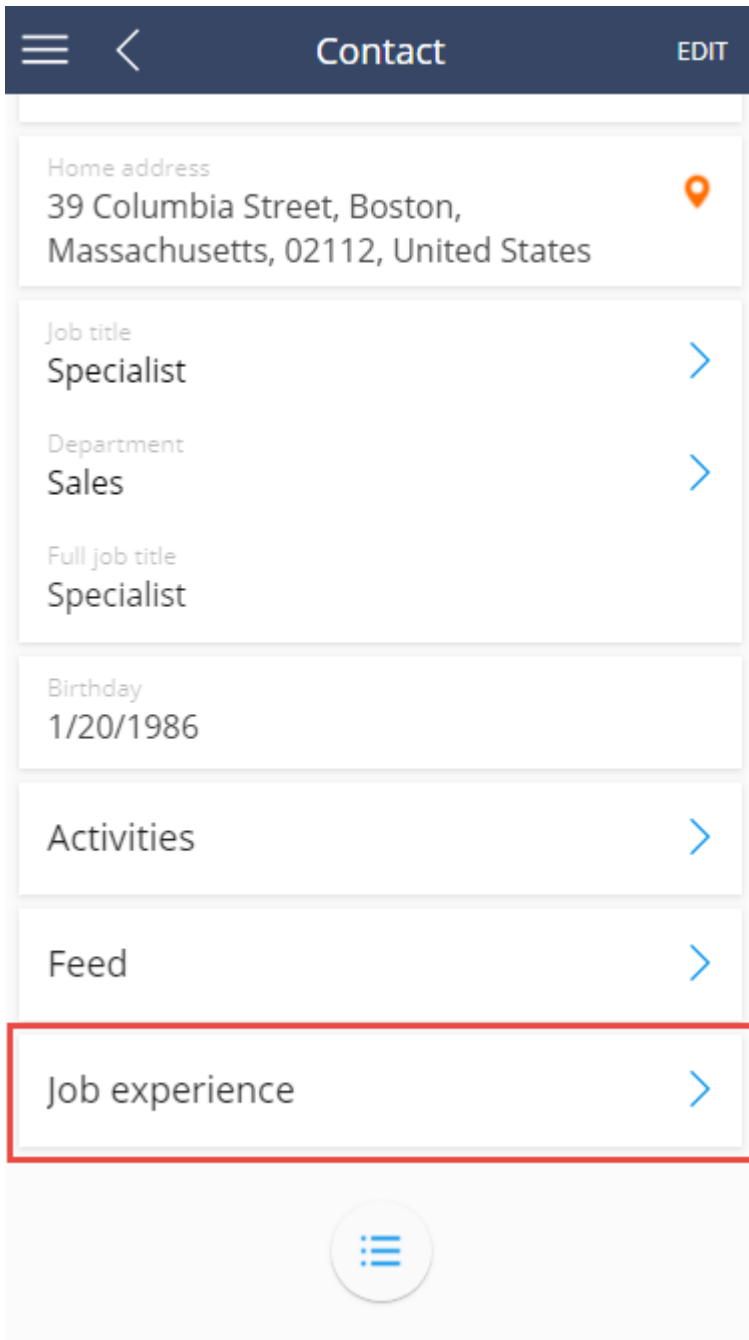 Contact
EDIT
Home address
39 Columbia Street, Boston,
Massachusetts, 02112, United States
Job title
Specialist
Department
Sales
Full job title
Specialist
Birthday
1/20/1986
Activities
Feed
Job experience